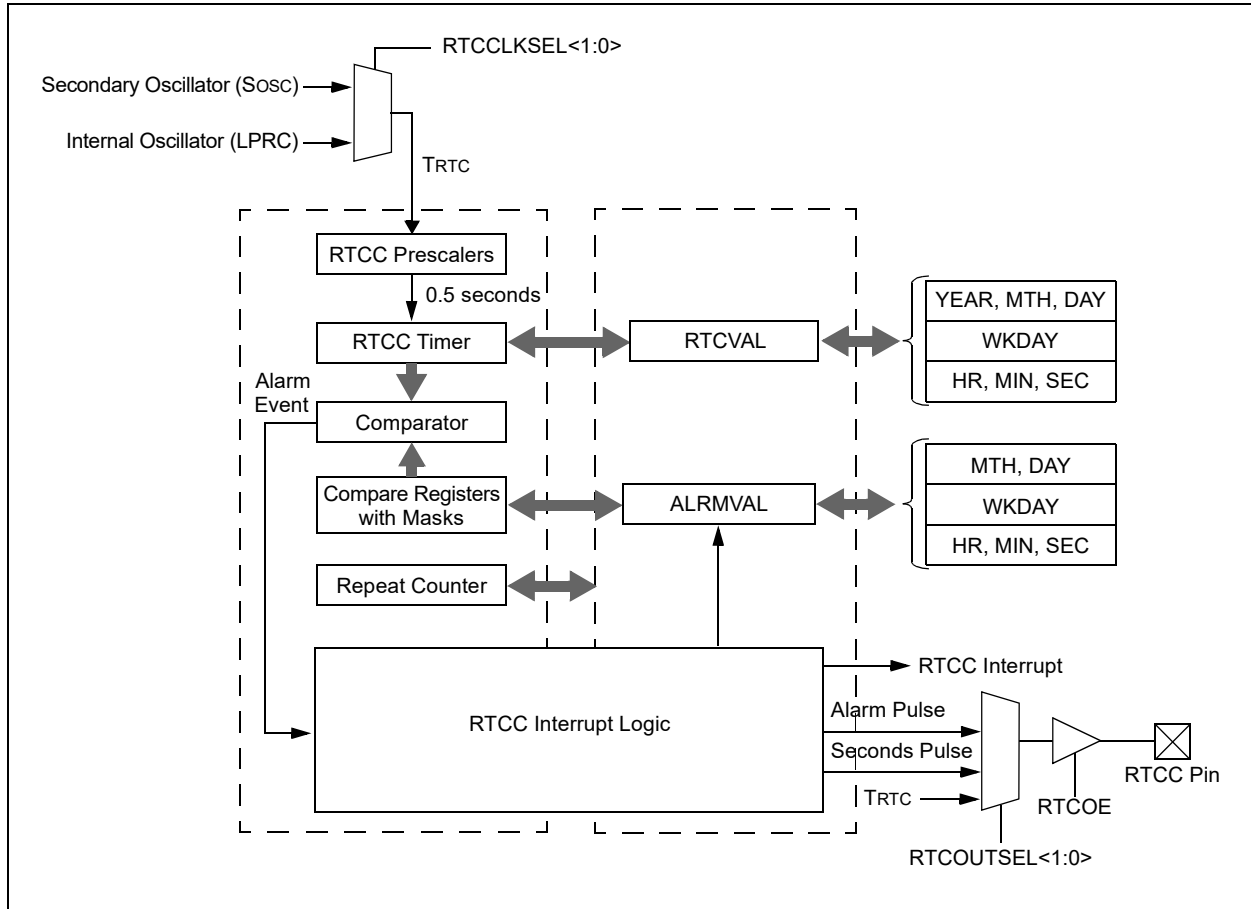 RTCCLKSEL<1:0>
Secondary Oscillator (SOSC)
Internal Oscillator (LPRC)
TRTC
RTCC Prescalers
0.5 seconds
RTCC Timer
RTCVAL
YEAR, MTH, DAY
WKDAY
HR, MIN, SEC
Alarm
Event
Comparator
Compare Registers
with Masks
ALRMVAL
MTH, DAY
WKDAY
HR, MIN, SEC
Repeat Counter
RTCC Interrupt Logic
RTCC Interrupt
Alarm Pulse
Seconds Pulse
TRTC
RTCC Pin
RTCOE
RTCOUTSEL<1:0>